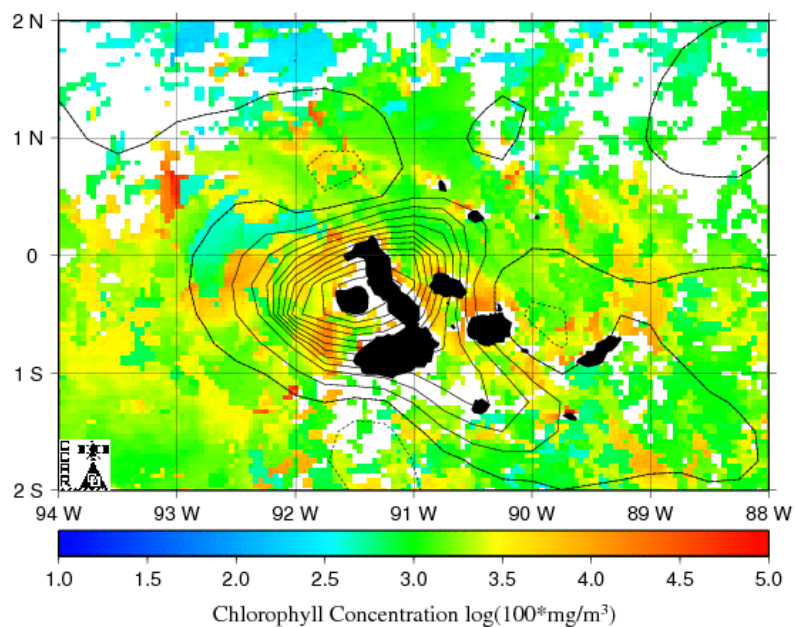 2 N
1 N
0
1 S
2 S
94 W 93 W 92 W 91 W 90 W 89 W 88 W
1.0 1.5 2.0 2.5 3.0 3.5 4.0 4.5 5.0
Chlorophyll Concentration log(100*mg/m³)